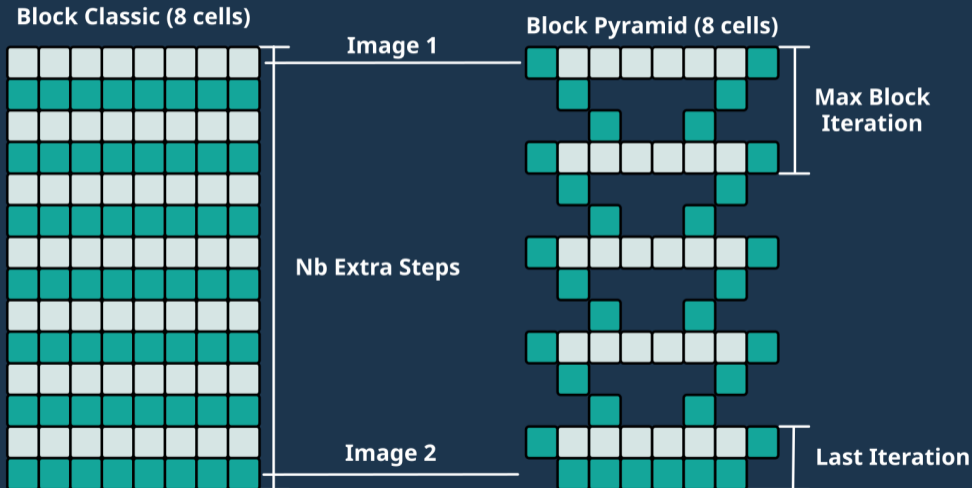 Block Classic (8 cells)
Block Pyramid (8 cells)
Image 1
Max Block
Iteration
Nb Extra Steps
Image 2
Last Iteration